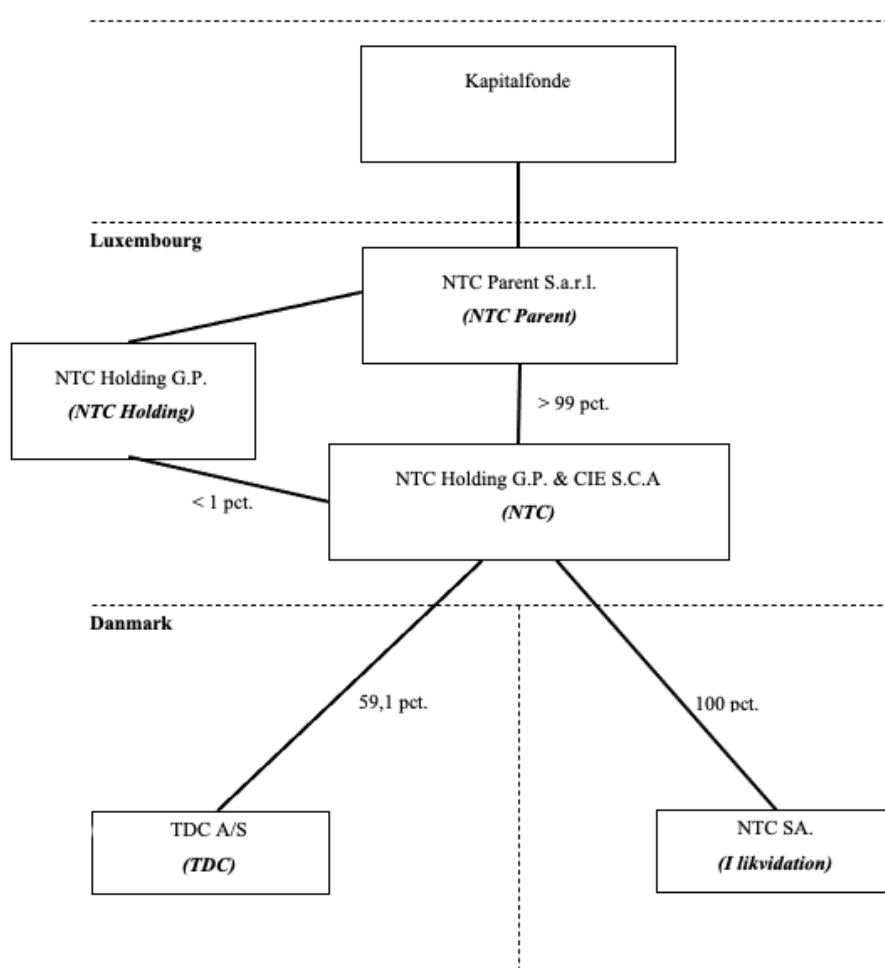 Kapitalfonde
Luxembourg
NTC Parent S.a.r.l.
(NTC Parent)
NTC Holding G.P.
(NTC Holding)
> 99 pct.
NTC Holding G.P. & CIE S.C.A
(NTC)
< 1 pct.
Danmark
59,1 pct.
100 pct.
TDC A/S
(TDC)
NTC SA.
(I likvidation)